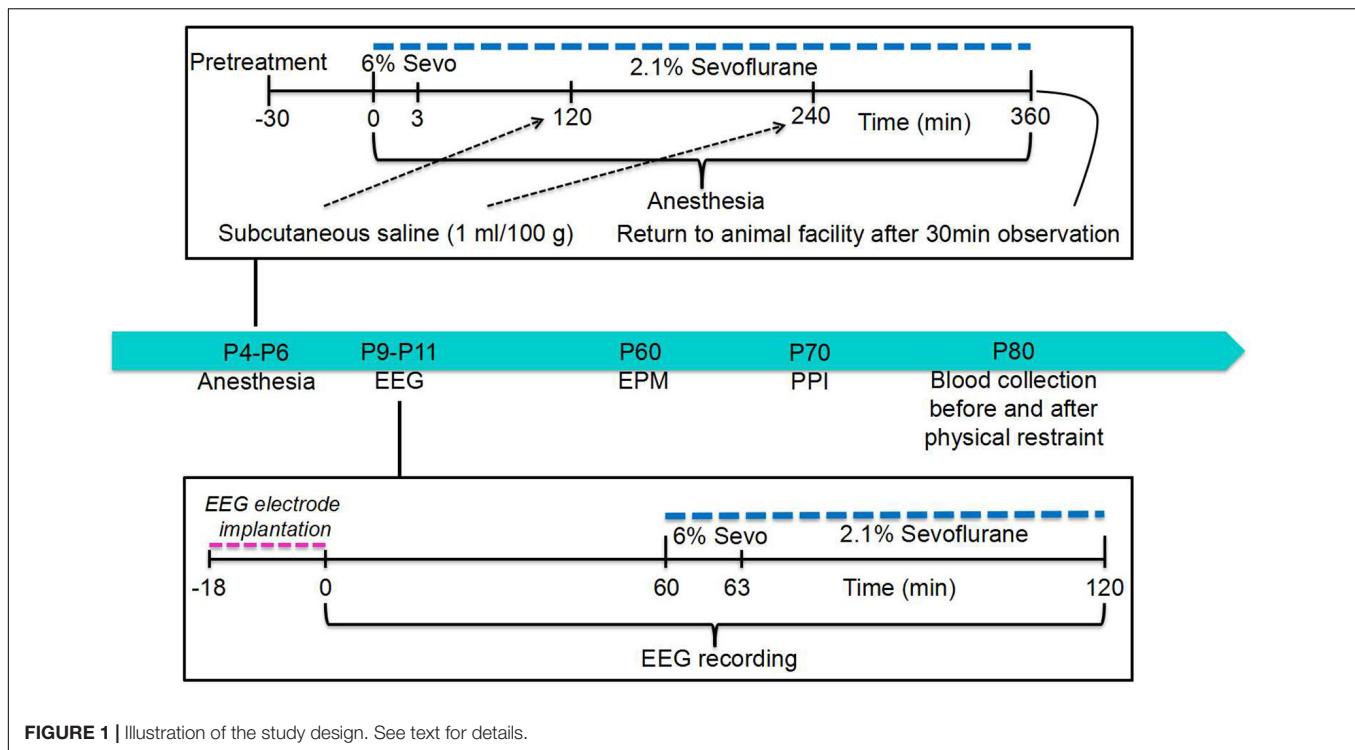 Pretreatment
6% Sevo
2.1% Sevoflurane
-30
0
3
120
240
Time (min)
360
Anesthesia
Subcutaneous saline (1 ml/100 g)
Return to animal facility after 30min observation
P4-P6
P9-P11
P60
P70
P80
Anesthesia
EEG
EPM
PPI
Blood collection
before and after
physical restraint
EEG electrode
implantation
6% Sevo
2.1% Sevoflurane
-18
0
60
63
Time (min)
120
EEG recording
FIGURE 1 | Illustration of the study design. See text for details.